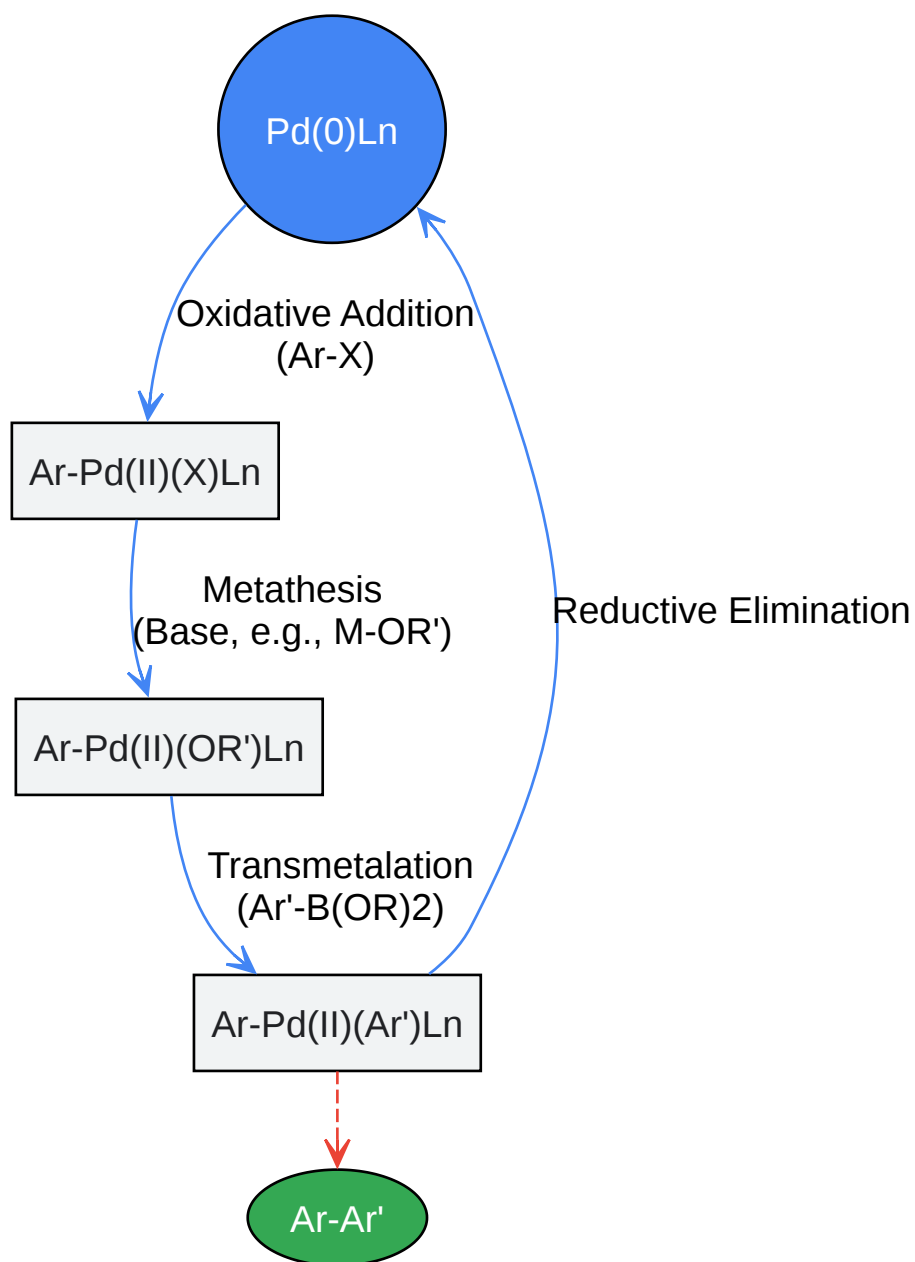 Pd(0)Ln
Oxidative Addition
(Ar-X)
Ar-Pd(II)(X)Ln
Metathesis
(Base, e.g., M-OR')
Reductive Elimination
Ar-Pd(II)(OR')Ln
Transmetalation
(Ar'-B(OR)2)
Ar-Pd(II)(Ar')Ln
Ar-Ar'